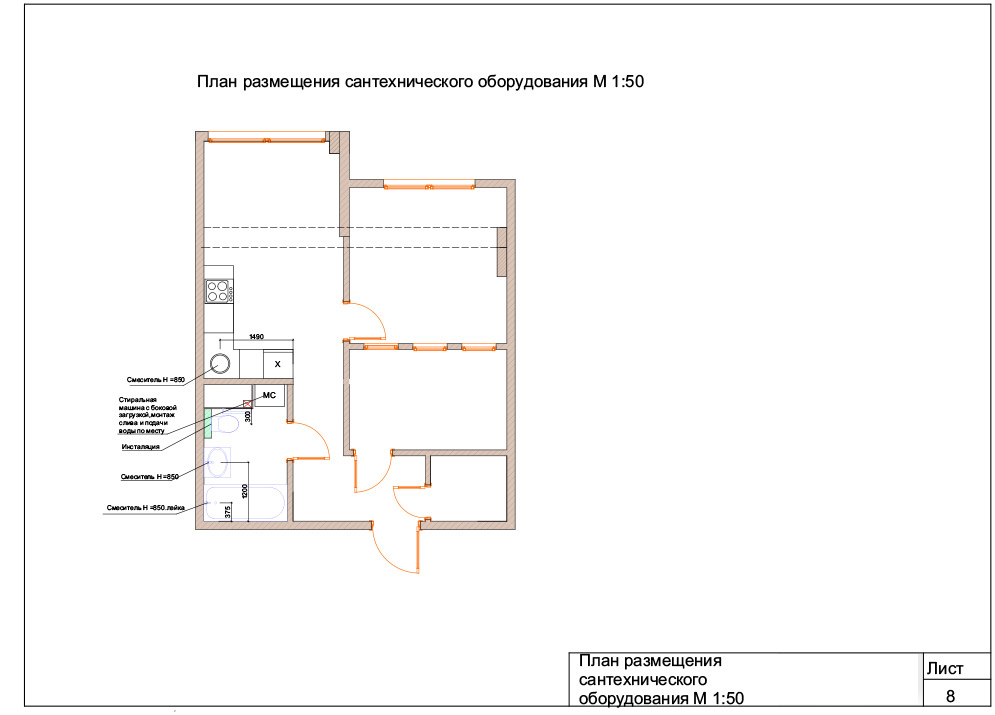 План размещения сантехнического оборудования М 1:50
1490
X
Смеситель Н =850
МС
Стиральная
машина с боковой
загрузкой,монтаж
слива и подачи
воды по месту
300
Инсталяция
Смеситель Н =850
1200
Смеситель Н =850.лейка
375
План размещения
сантехнического
оборудования М 1:50
Лист
8